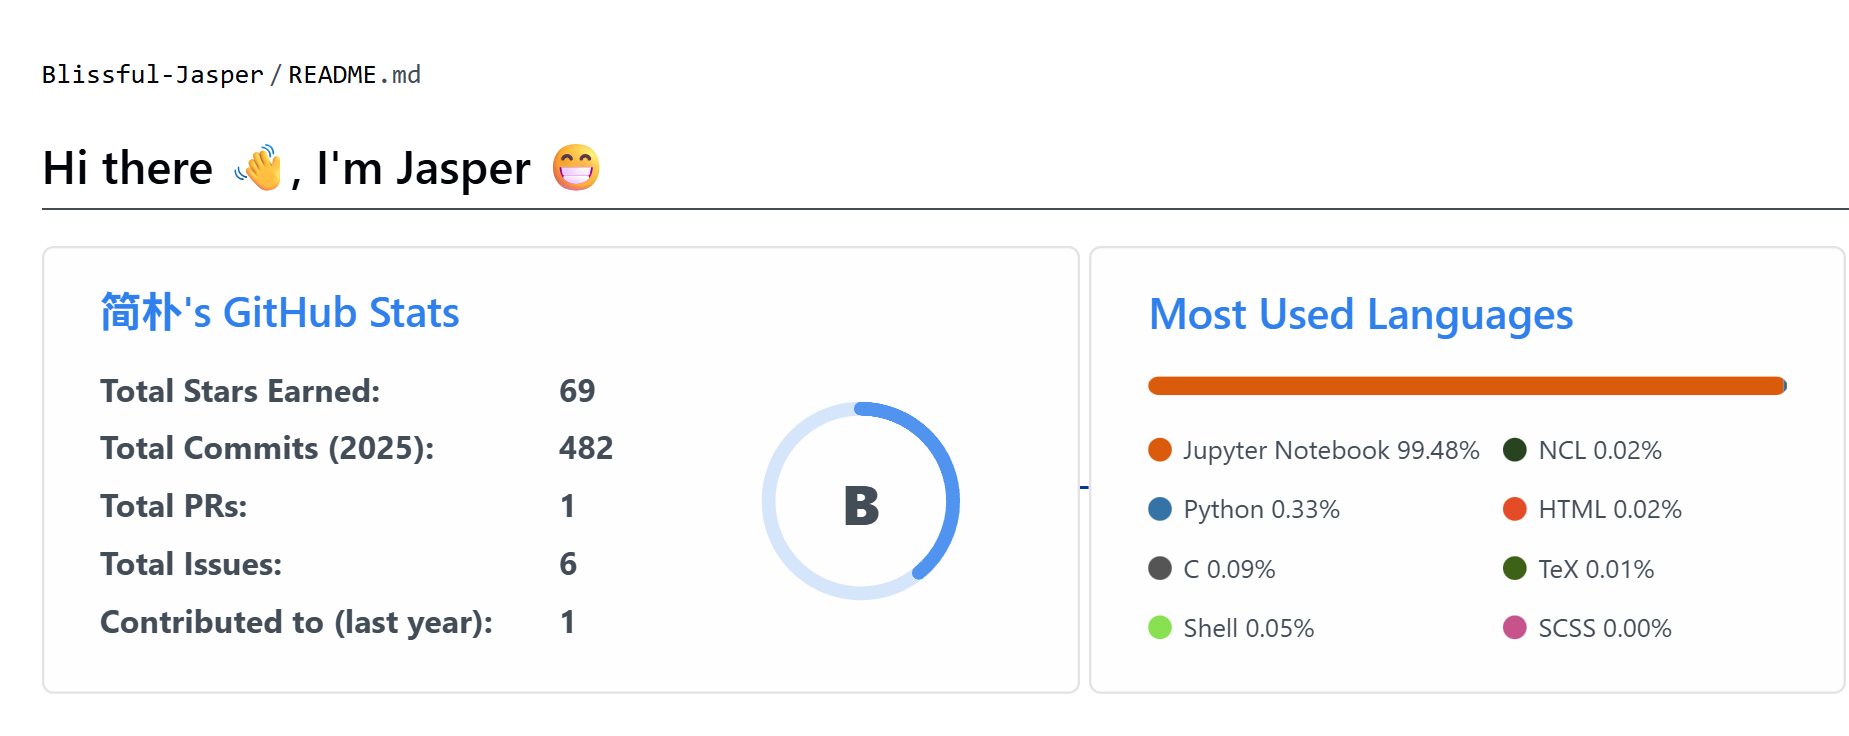 Blissful-Jasper / README.md
Hi there 👋, I'm Jasper 😁
简朴's GitHub Stats
Total Stars Earned: 69
Total Commits (2025): 482
Total PRs: 1
Total Issues: 6
Contributed to (last year): 1
B
Most Used Languages
Jupyter Notebook 99.48%
Python 0.33%
C 0.09%
Shell 0.05%
NCL 0.02%
HTML 0.02%
TeX 0.01%
SCSS 0.00%